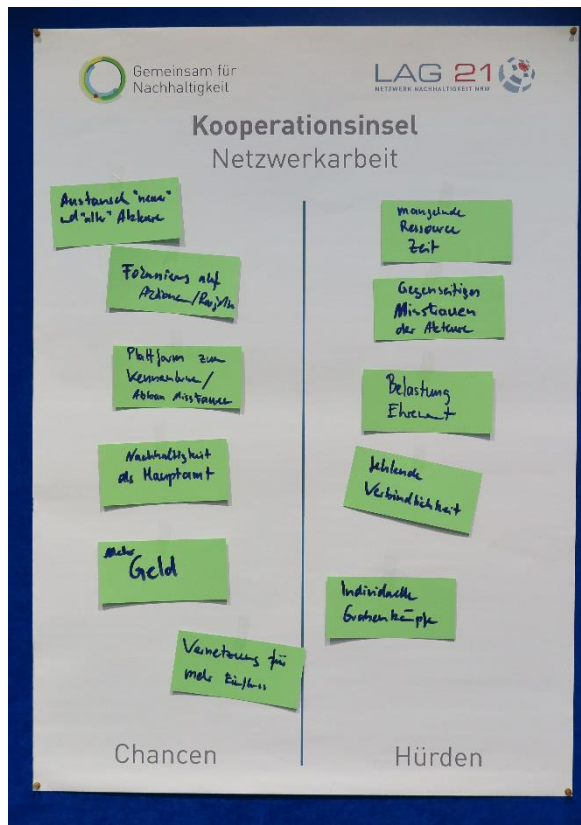 Gemeinsam für
Nachhaltigkeit
LAG 21
NETZWERK NACHHALTIGKEIT NRW
Kooperationsinsel
Netzwerkarbeit
Austausch "neuer"
und "alter" Akteure
Fokussierung auf
Aktionen/Projekte
Plattform zum
Kennenlernen/
Abbau Misstrauen
Nachhaltigkeit
als Hauptamt
Mehr
Geld
Vernetzung für
mehr Einfluss
Chancen
mangelnde
Ressource
Zeit
Gegenseitiges
Misstrauen
der Akteure
Belastung
Ehrenamt
fehlende
Verbindlichkeit
Individuelle
Grabenkämpfe
Hürden